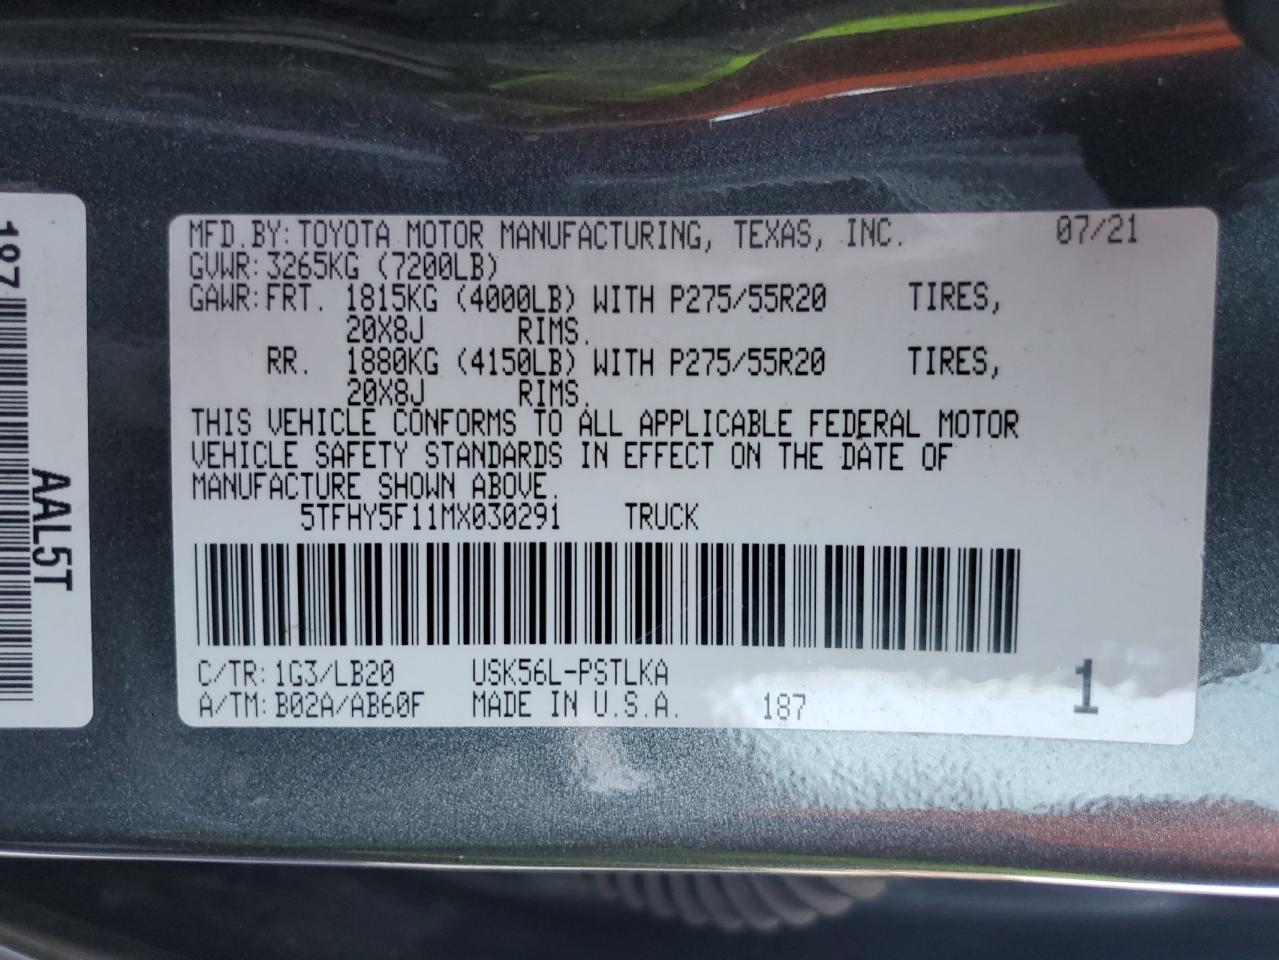 MFD.BY:TOYOTA MOTOR MANUFACTURING, TEXAS, INC. 07/21
GVWR:3265KG (7200LB)
GAWR:FRT. 1815KG (4000LB) WITH P275/55R20 TIRES,
20X8J RIMS.
RR. 1880KG (4150LB) WITH P275/55R20 TIRES,
20X8J RIMS.
THIS VEHICLE CONFORMS TO ALL APPLICABLE FEDERAL MOTOR
VEHICLE SAFETY STANDARDS IN EFFECT ON THE DATE OF
MANUFACTURE SHOWN ABOVE.
5TFHY5F11MX030291 TRUCK
C/TR:1G3/LB20 USK56L-PSTLKA
A/TM:B02A/AB60F MADE IN U.S.A. 187 1
187
AAL5T